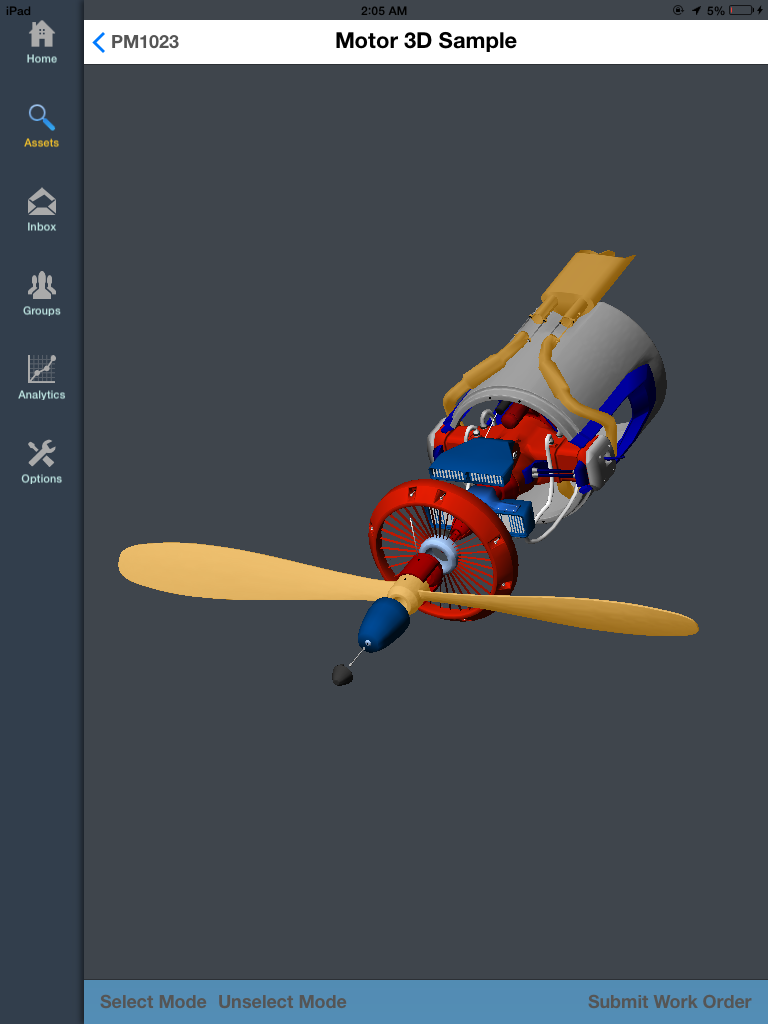 iPad 2:05 AM 5%
PM1023 Motor 3D Sample
Home
Assets
Inbox
Groups
Analytics
Options
Select Mode Unselect Mode Submit Work Order